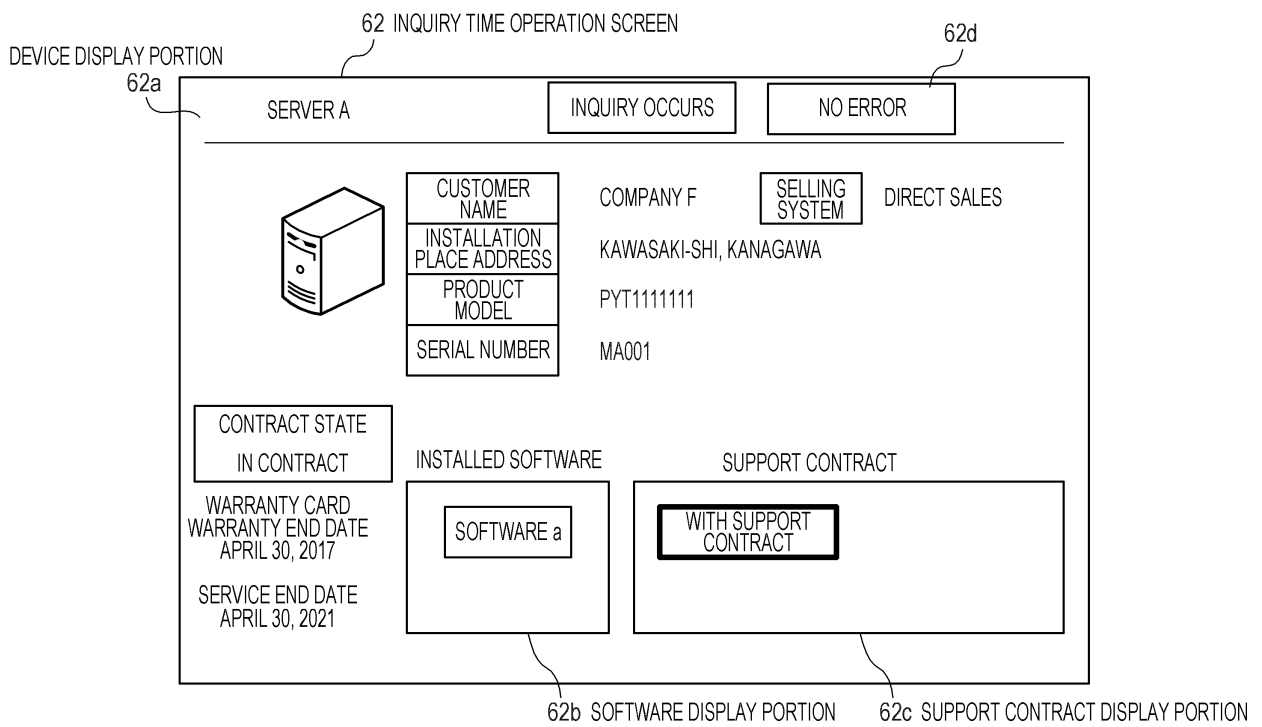 62 INQUIRY TIME OPERATION SCREEN
62d
DEVICE DISPLAY PORTION
62a
SERVER A
INQUIRY OCCURS
NO ERROR
CUSTOMER
NAME
COMPANY F
SELLING
SYSTEM
DIRECT SALES
INSTALLATION
PLACE ADDRESS
KAWASAKI-SHI, KANAGAWA
PRODUCT
MODEL
PYT1111111
SERIAL NUMBER
MA001
CONTRACT STATE
IN CONTRACT
WARRANTY CARD
WARRANTY END DATE
APRIL 30, 2017
SERVICE END DATE
APRIL 30, 2021
INSTALLED SOFTWARE
SOFTWARE a
SUPPORT CONTRACT
WITH SUPPORT
CONTRACT
62b SOFTWARE DISPLAY PORTION
62c SUPPORT CONTRACT DISPLAY PORTION